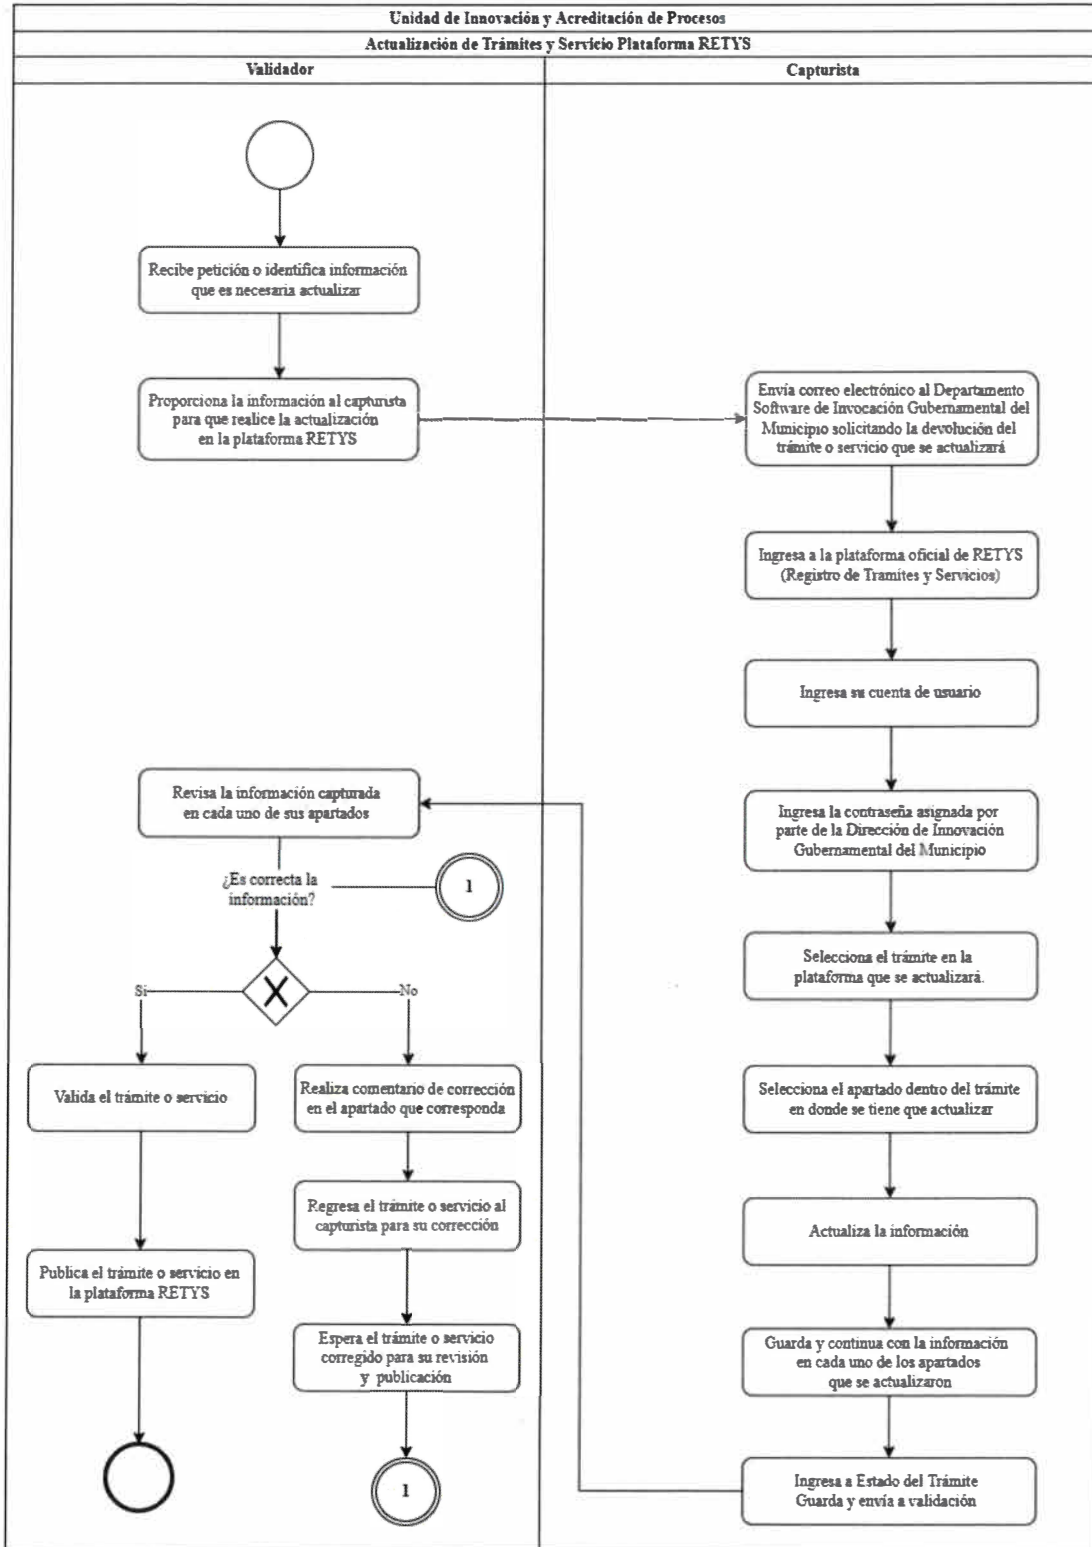 Unidad de Innovación y Acreditación de Procesos
Actualización de Trámites y Servicio Plataforma RETYS
Validador
Capturista
Recibe petición o identifica información
que es necesaria actualizar
Proporciona la información al capturista
para que realice la actualización
en la plataforma RETYS
Envía correo electrónico al Departamento
Software de Invocación Gubernamental del
Municipio solicitando la devolución del
trámite o servicio que se actualizará
Ingresa a la plataforma oficial de RETYS
(Registro de Tramites y Servicios)
Ingresa su cuenta de usuario
Ingresa la contraseña asignada por
parte de la Dirección de Innovación
Gubernamental del Municipio
Selecciona el trámite en la
plataforma que se actualizará.
Selecciona el apartado dentro del trámite
en donde se tiene que actualizar
Actualiza la información
Guarda y continua con la información
en cada uno de los apartados
que se actualizaron
Ingresa a Estado del Trámite
Guarda y envía a validación
Revisa la información capturada
en cada uno de sus apartados
¿Es correcta la
información?
1
X
Si
No
Valida el trámite o servicio
Publica el trámite o servicio en
la plataforma RETYS
Realiza comentario de corrección
en el apartado que corresponda
Regresa el trámite o servicio al
capturista para su corrección
Espera el trámite o servicio
corregido para su revisión
y publicación
1